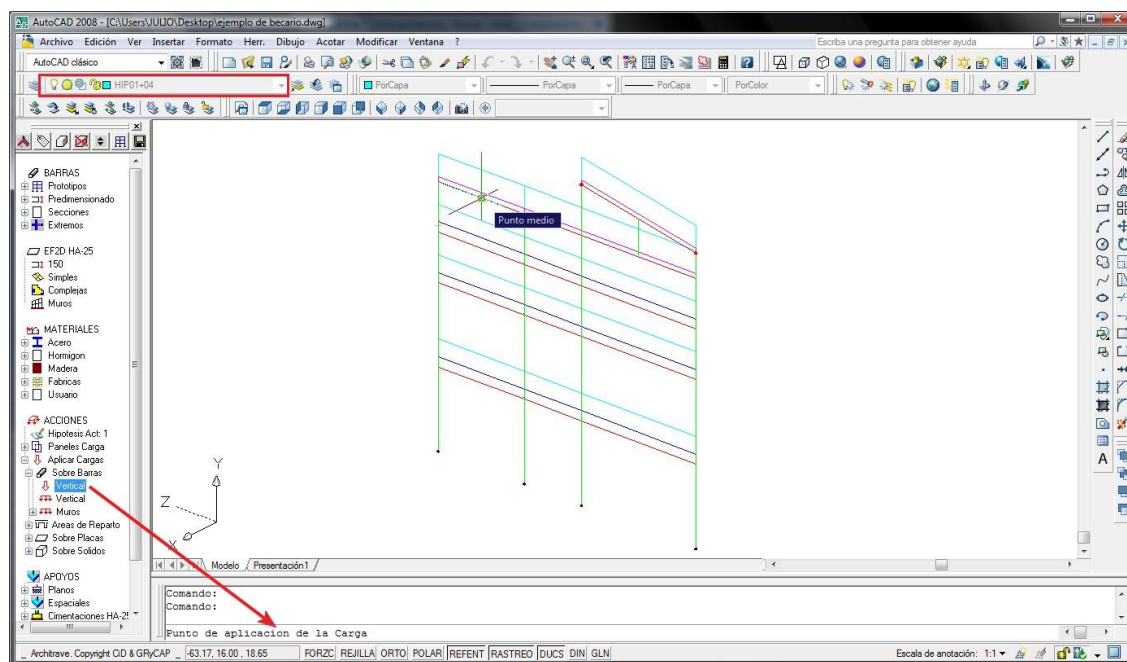 AutoCAD 2008 - [C:\Users\JULIO\Desktop\ejemplo de becario.dwg]
Archivo Edición Ver Insertar Formato Herr. Dibujo Acotar Modificar Ventana ?
Escriba una pregunta para obtener ayuda
AutoCAD clásico
HIP01+04
PorCapa
PorCapa
PorCapa
PorColor
BARRAS
Prototipos
Predimensionado
Secciones
Extremos
EF2D HA-25
150
Simples
Complejas
Muros
MATERIALES
Acero
Hormigon
Madera
Fabricas
Usuario
ACCIONES
Hipotesis Act: 1
Paneles Carga
Aplicar Cargas
Sobre Barras
Vertical
Vertical
Muros
Areas de Reparto
Sobre Placas
Sobre Solidos
APOYOS
Planos
Espaciales
Cimentaciones HA-2
Punto medio
Y
Z
X
Modelo
Presentación1
Comando:
Comando:
Punto de aplicacion de la Carga
_ Architrave. Copyright CiD & GRyCAP _ -63.17, 16.00 , 18.65 FORZC REJILLA ORTO POLAR REFENT RASTREO DUCS DIN GLN Escala de anotación: 1:1